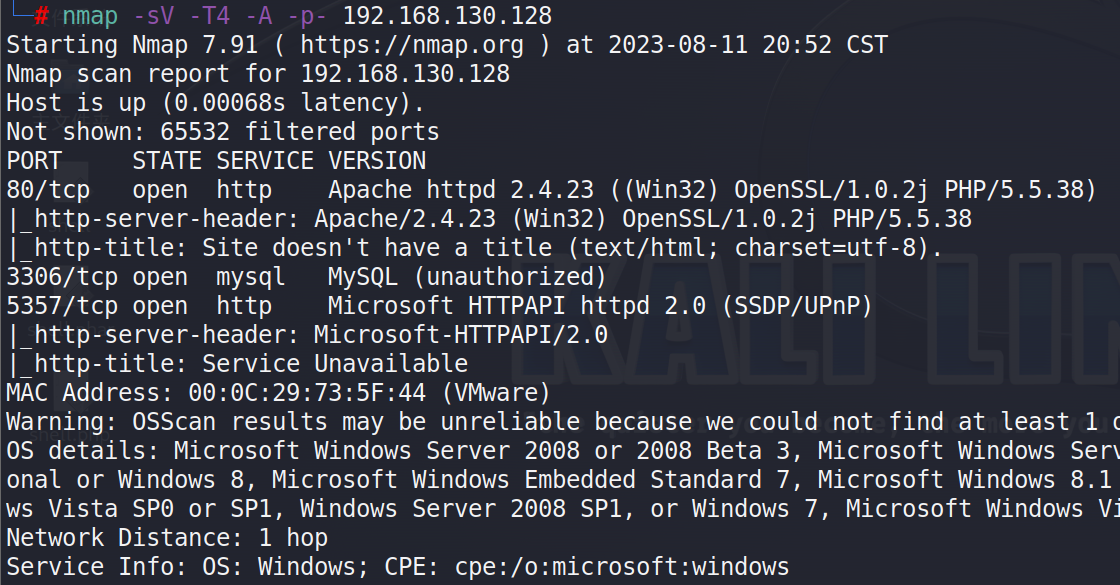 └─# nmap -sV -T4 -A -p- 192.168.130.128
Starting Nmap 7.91 ( https://nmap.org ) at 2023-08-11 20:52 CST
Nmap scan report for 192.168.130.128
Host is up (0.00068s latency).
Not shown: 65532 filtered ports
PORT     STATE SERVICE VERSION
80/tcp   open  http    Apache httpd 2.4.23 ((Win32) OpenSSL/1.0.2j PHP/5.5.38)
|_http-server-header: Apache/2.4.23 (Win32) OpenSSL/1.0.2j PHP/5.5.38
|_http-title: Site doesn't have a title (text/html; charset=utf-8).
3306/tcp open  mysql   MySQL (unauthorized)
5357/tcp open  http    Microsoft HTTPAPI httpd 2.0 (SSDP/UPnP)
|_http-server-header: Microsoft-HTTPAPI/2.0
|_http-title: Service Unavailable
KALI LIN
MAC Address: 00:0C:29:73:5F:44 (VMware)
Warning: OSScan results may be unreliable because we could not find at least 1
OS details: Microsoft Windows Server 2008 or 2008 Beta 3, Microsoft Windows Serv
onal or Windows 8, Microsoft Windows Embedded Standard 7, Microsoft Windows 8.1
ws Vista SP0 or SP1, Windows Server 2008 SP1, or Windows 7, Microsoft Windows Vi
Network Distance: 1 hop
Service Info: OS: Windows; CPE: cpe:/o:microsoft:windows